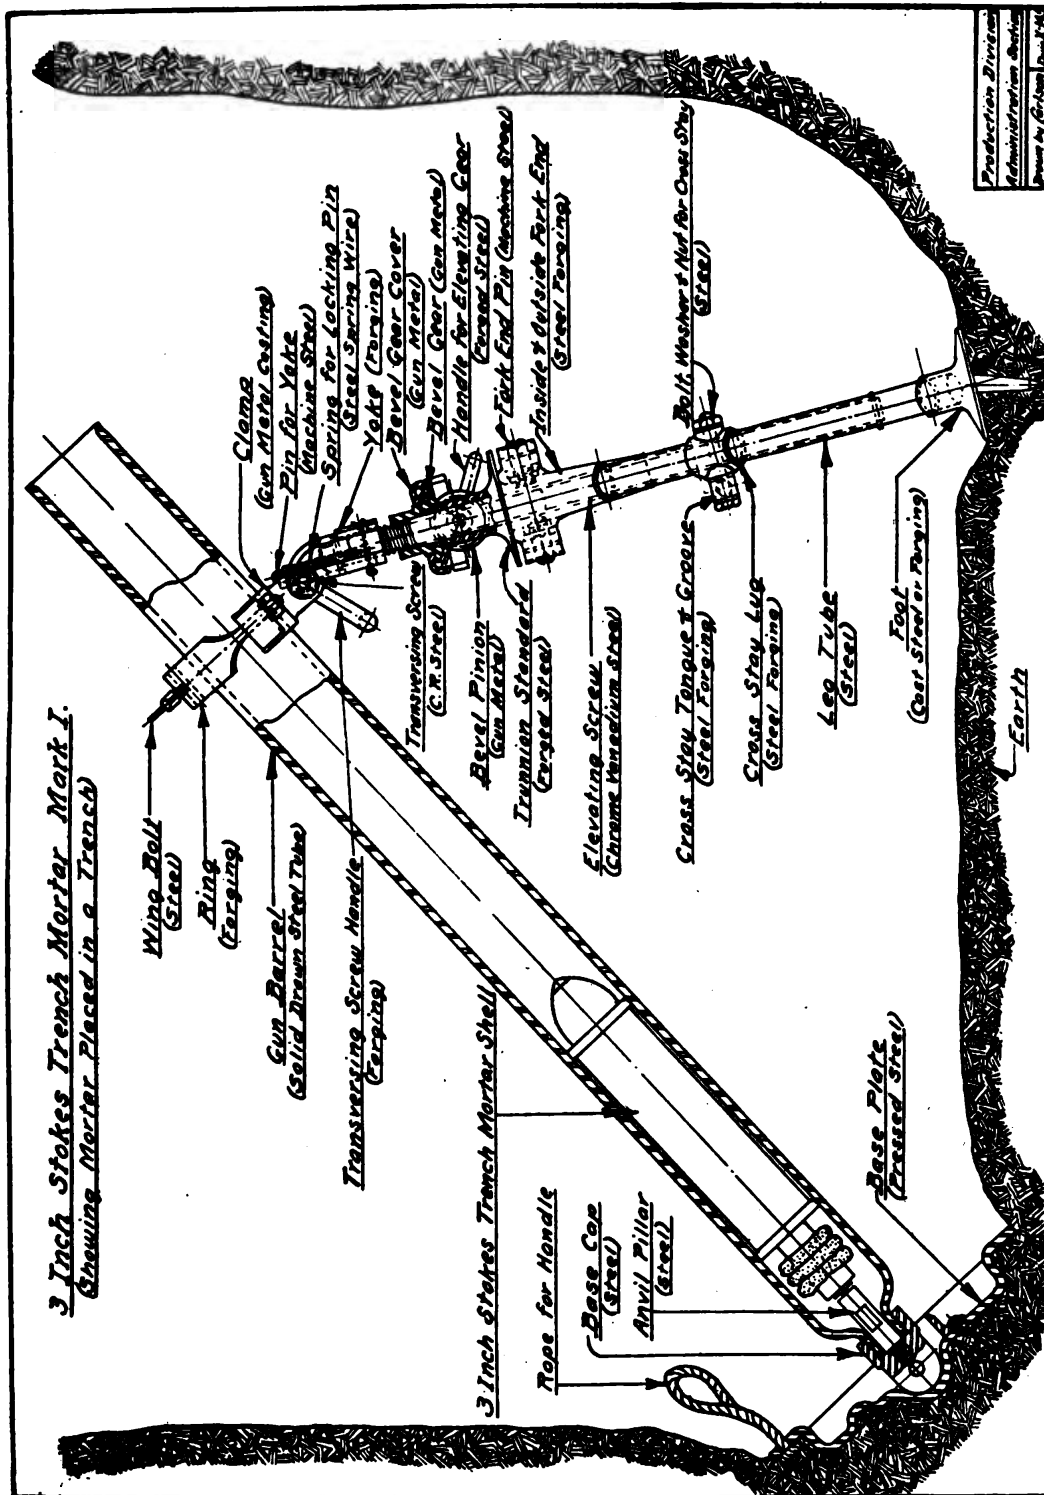 3 Inch Stokes Trench Mortar Mark I.
(Showing Mortar Placed in a Trench)
Wing Bolt
(Steel)
Ring
(Forging)
Gun Barrel
(Solid Drawn Steel Tube)
Transversing Screw Handle
(Forging)
3 Inch Stokes Trench Mortar Shell
Rope for Handle
Base Cap
(Steel)
Anvil Pillar
(Steel)
Base Plate
(Pressed Steel)
Clamp
(Gun Metal Casting)
Pin for Yoke
(Machine Steel)
Spring for Locking Pin
(Steel Spring Wire)
Yoke (Forging)
Bevel Gear Cover
(Gun Metal)
Bevel Gear (Gun Metal)
Handle for Elevating Gear
(Forged Steel)
Fork End Pin (Machine Steel)
Inside & Outside Fork End
(Steel Forging)
Bolt Washer & Nut for Cross Stay
(Steel)
Transversing Screw
(C.R. Steel)
Bevel Pinion
(Gun Metal)
Trunnion Standard
(Forged Steel)
Elevating Screw
(Chrome Vanadium Steel)
Cross Stay Tongue & Groove
(Steel Forging)
Cross Stay Lug
(Steel Forging)
Leg Tube
(Steel)
Foot
(Cast Steel or Forging)
Earth
Production Division
Administration Section
Drawn by Carlson